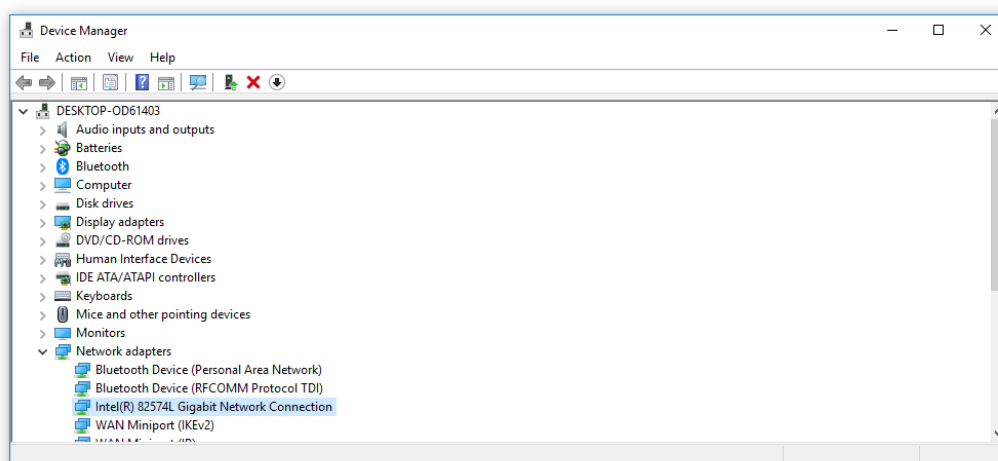 Device Manager
File Action View Help
DESKTOP-OD61403
Audio inputs and outputs
Batteries
Bluetooth
Computer
Disk drives
Display adapters
DVD/CD-ROM drives
Human Interface Devices
IDE ATA/ATAPI controllers
Keyboards
Mice and other pointing devices
Monitors
Network adapters
Bluetooth Device (Personal Area Network)
Bluetooth Device (RFCOMM Protocol TDI)
Intel(R) 82574L Gigabit Network Connection
WAN Miniport (IKEv2)
WAN Miniport (IP)